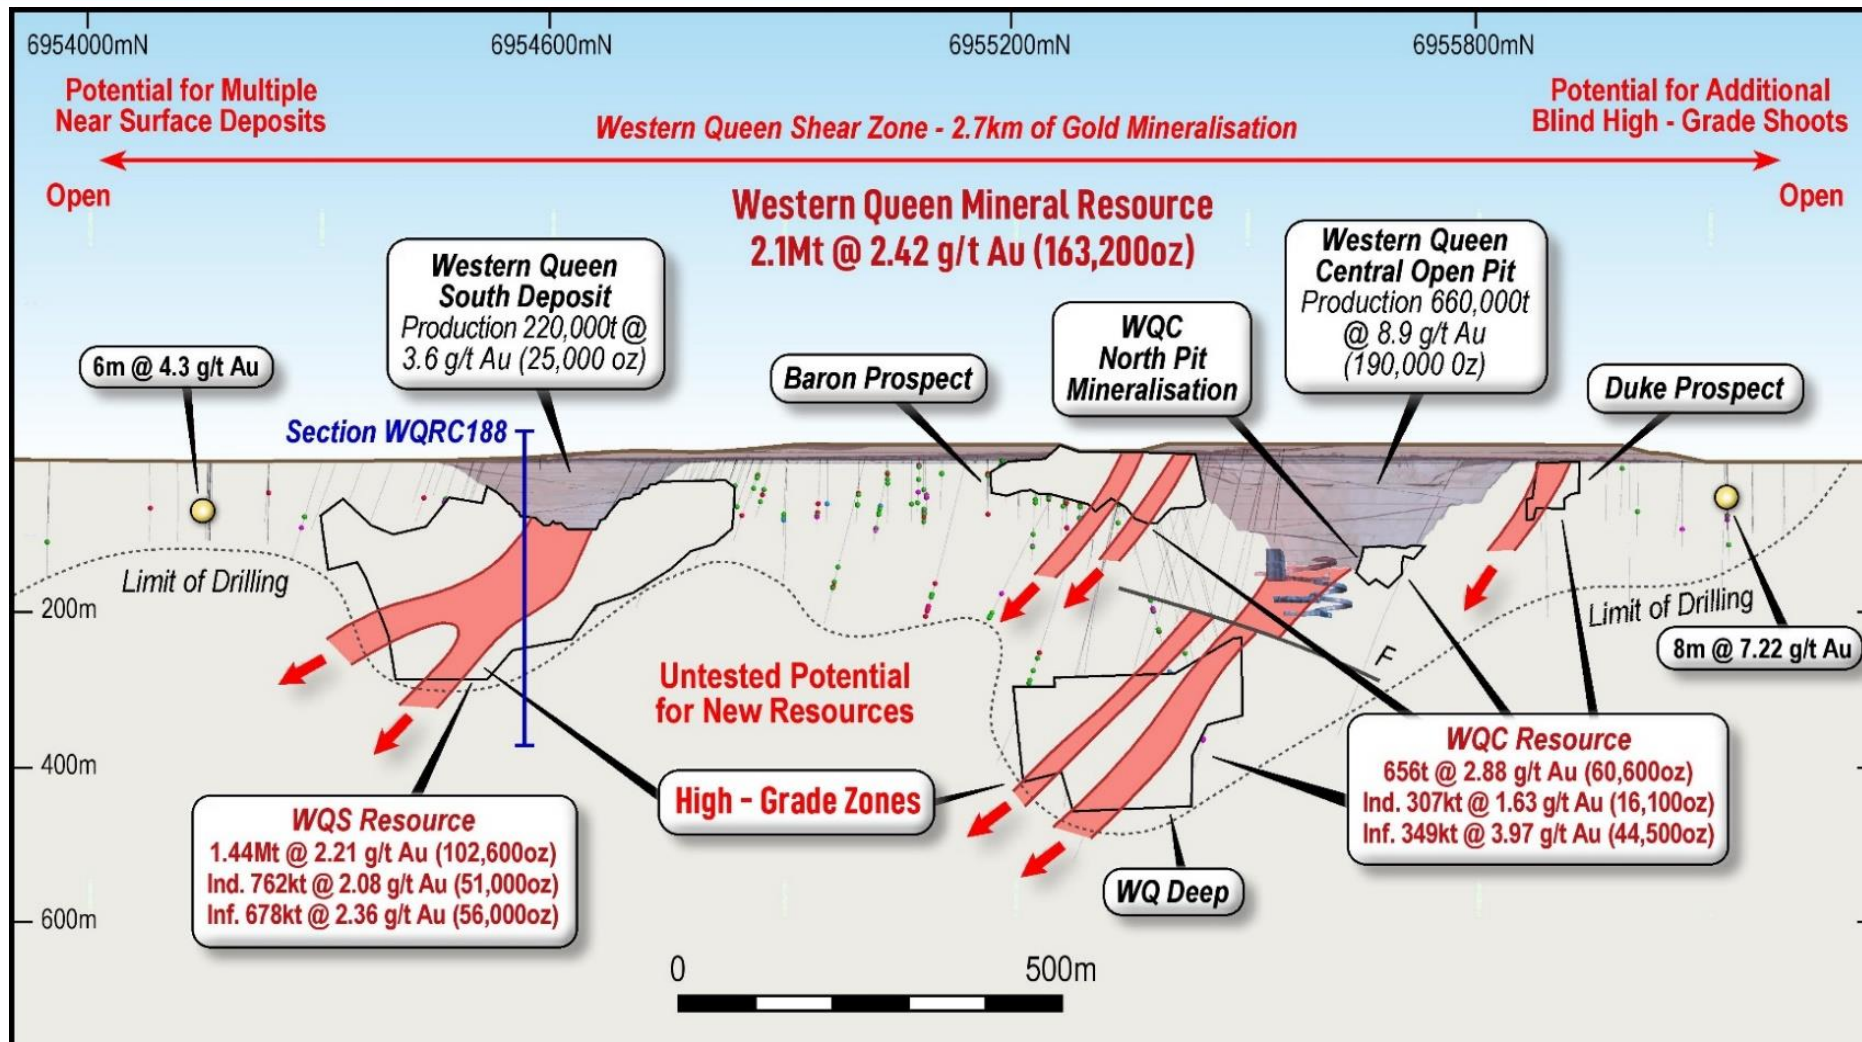 6954000mN
6954600mN
6955200mN
6955800mN
Potential for Multiple
Near Surface Deposits
Western Queen Shear Zone - 2.7km of Gold Mineralisation
Potential for Additional
Blind High - Grade Shoots
Open
Open
Western Queen Mineral Resource
2.1Mt @ 2.42 g/t Au (163,200oz)
Western Queen
South Deposit
Production 220,000t @
3.6 g/t Au (25,000 oz)
Western Queen
Central Open Pit
Production 660,000t
@ 8.9 g/t Au
(190,000 0z)
WQC
North Pit
Mineralisation
6m @ 4.3 g/t Au
Baron Prospect
Duke Prospect
Section WQRC188
Limit of Drilling
200m
Limit of Drilling
F
8m @ 7.22 g/t Au
Untested Potential
for New Resources
400m
High - Grade Zones
WQS Resource
1.44Mt @ 2.21 g/t Au (102,600oz)
Ind. 762kt @ 2.08 g/t Au (51,000oz)
Inf. 678kt @ 2.36 g/t Au (56,000oz)
WQC Resource
656t @ 2.88 g/t Au (60,600oz)
Ind. 307kt @ 1.63 g/t Au (16,100oz)
Inf. 349kt @ 3.97 g/t Au (44,500oz)
WQ Deep
600m
0
500m